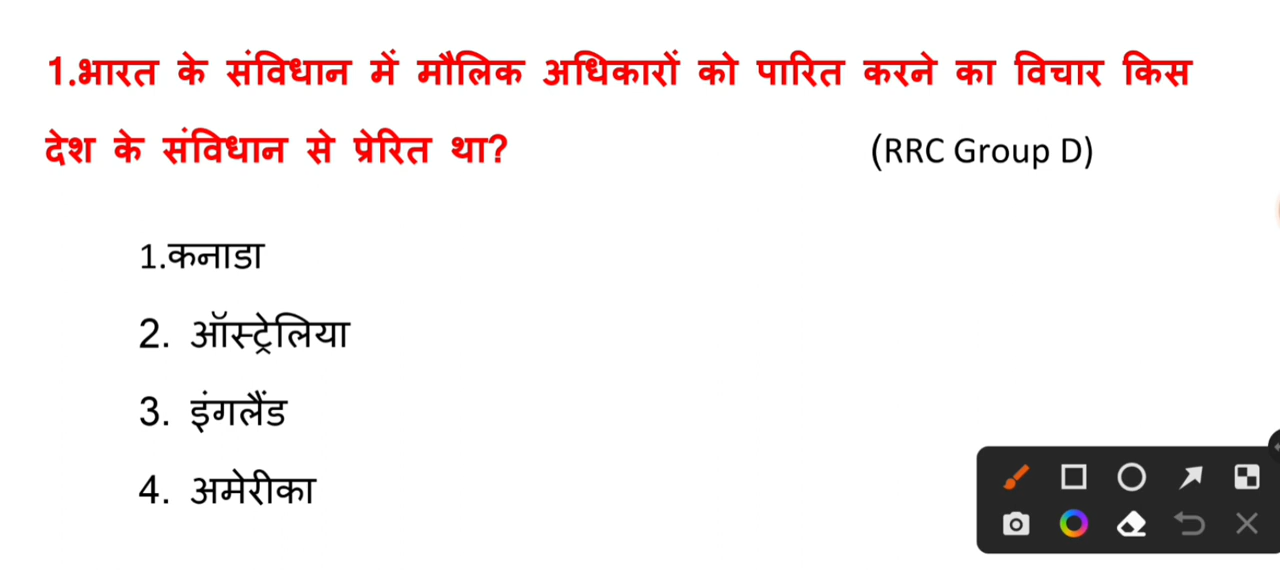 1.भारत के संविधान में मौलिक अधिकारों को पारित करने का विचार किस
देश के संविधान से प्रेरित था? (RRC Group D)
1.कनाडा
2. ऑस्ट्रेलिया
3. इंगलैंड
4. अमेरीका